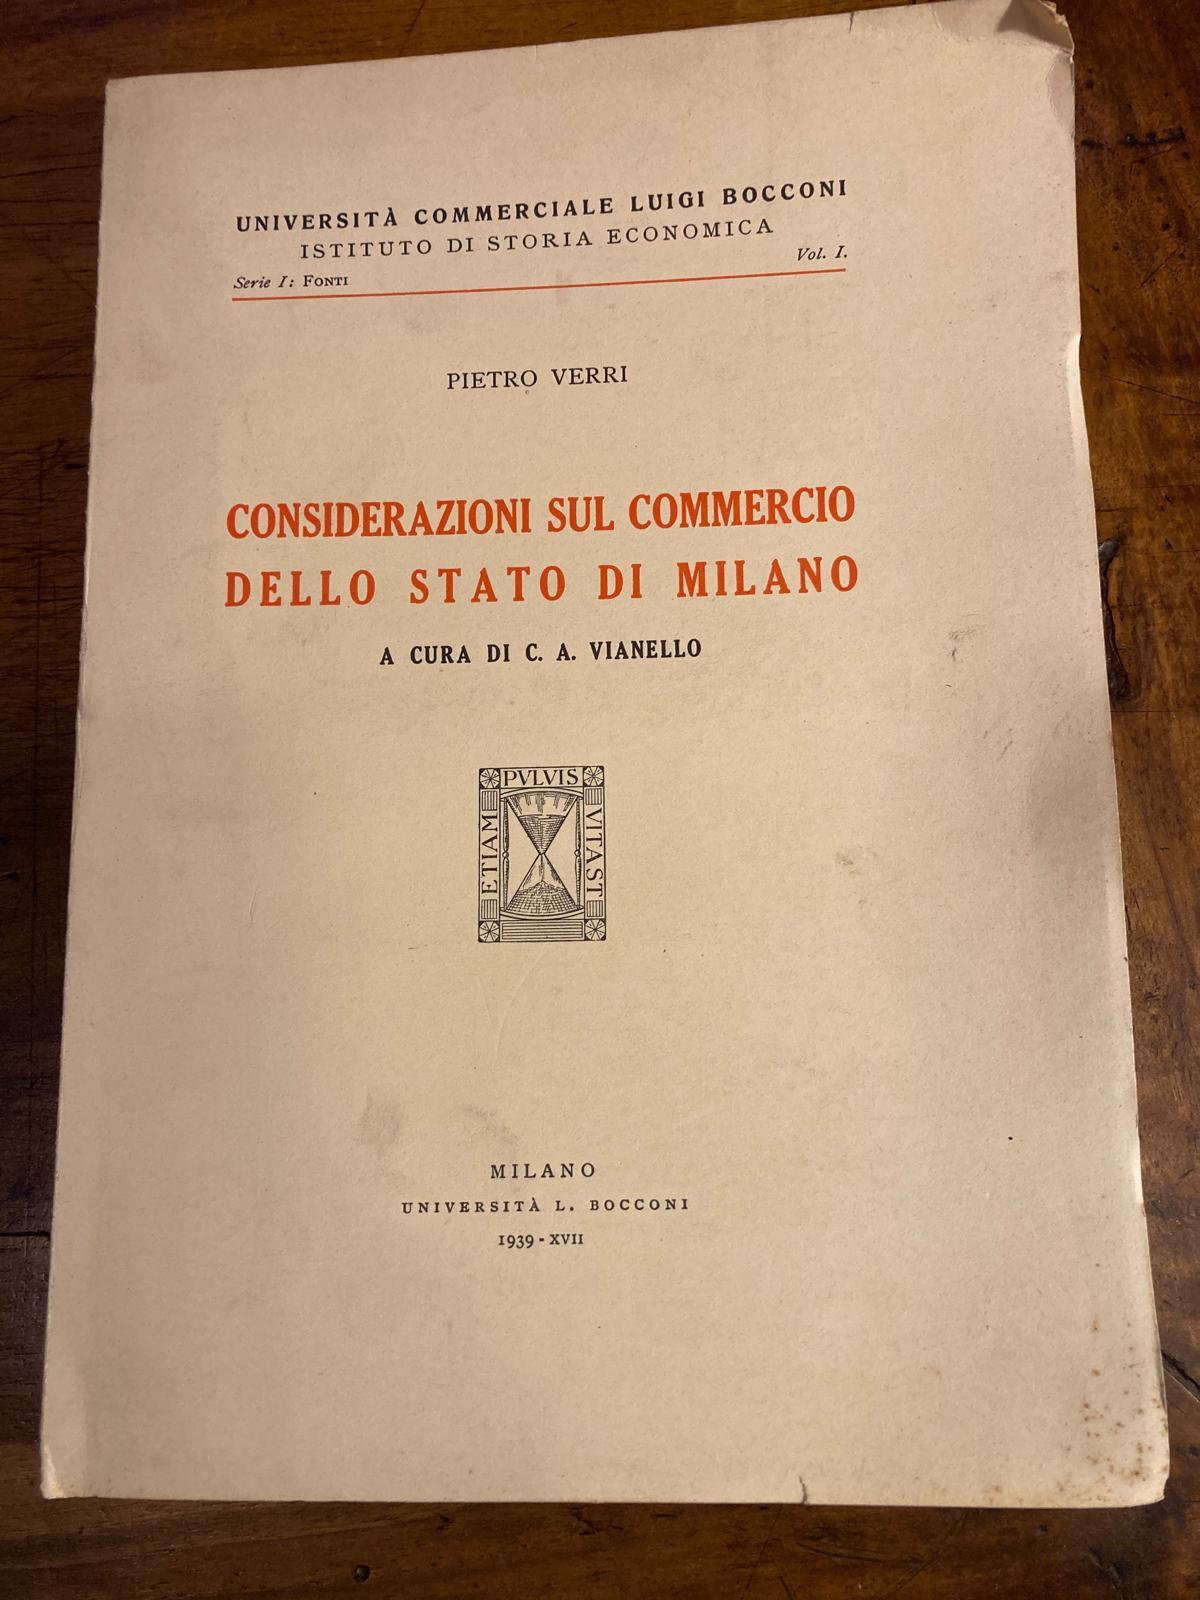 UNIVERSITÀ COMMERCIALE LUIGI BOCCONI
ISTITUTO DI STORIA ECONOMICA
Serie I: FONTI Vol. I.
PIETRO VERRI
CONSIDERAZIONI SUL COMMERCIO
DELLO STATO DI MILANO
A CURA DI C. A. VIANELLO
ETIAM
PVLVIS
VITAST
MILANO
UNIVERSITÀ L. BOCCONI
1939 - XVII